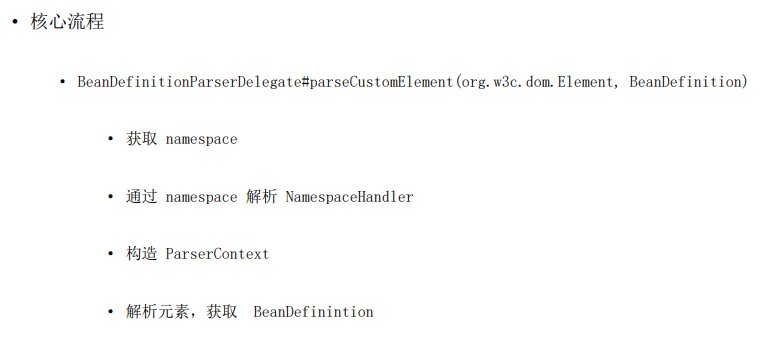 • 核心流程
• BeanDefinitionParserDelegate#parseCustomElement(org.w3c.dom.Element, BeanDefinition)
• 获取 namespace
• 通过 namespace 解析 NamespaceHandler
• 构造 ParserContext
• 解析元素，获取 BeanDefinintion